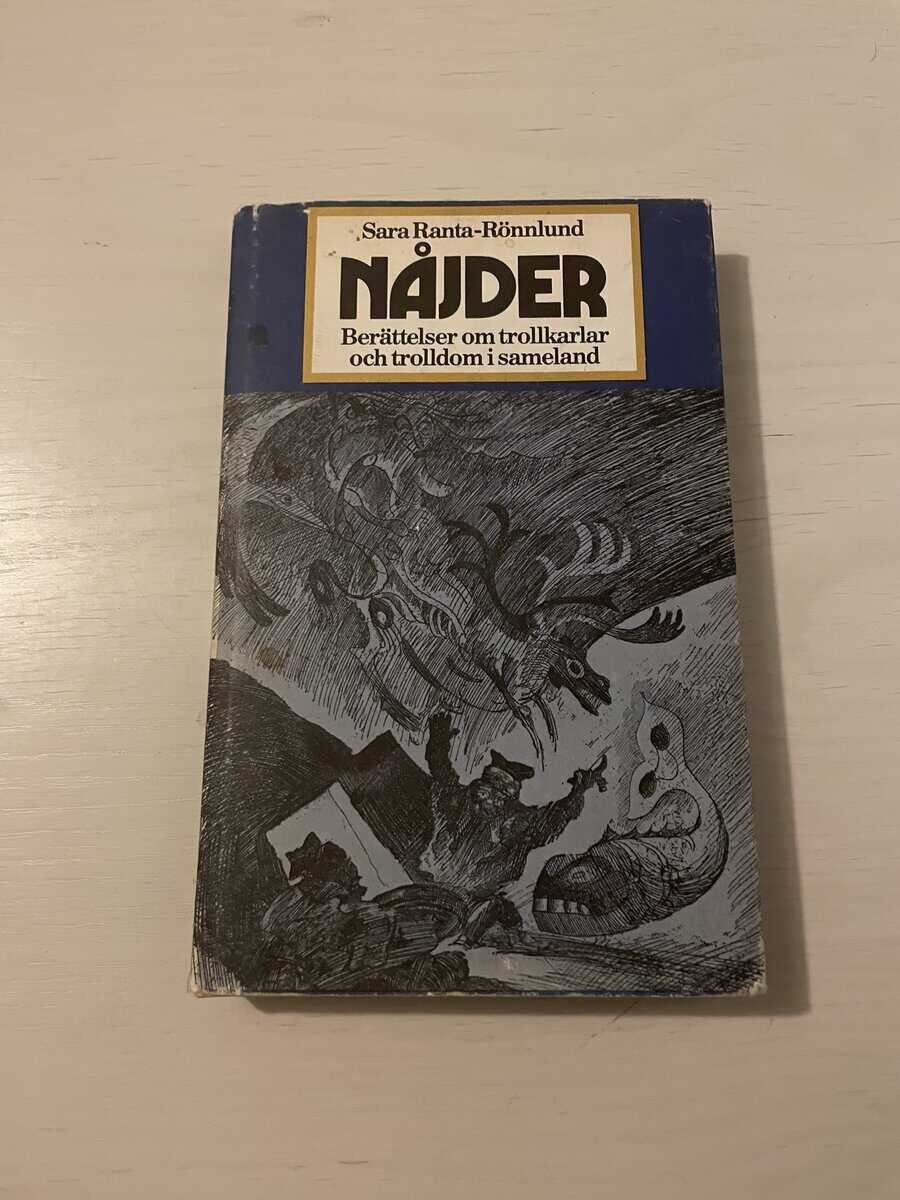 Sara Ranta-Rönnlund
NÅJDER
Berättelser om trollkarlar
och trolldom i sameland